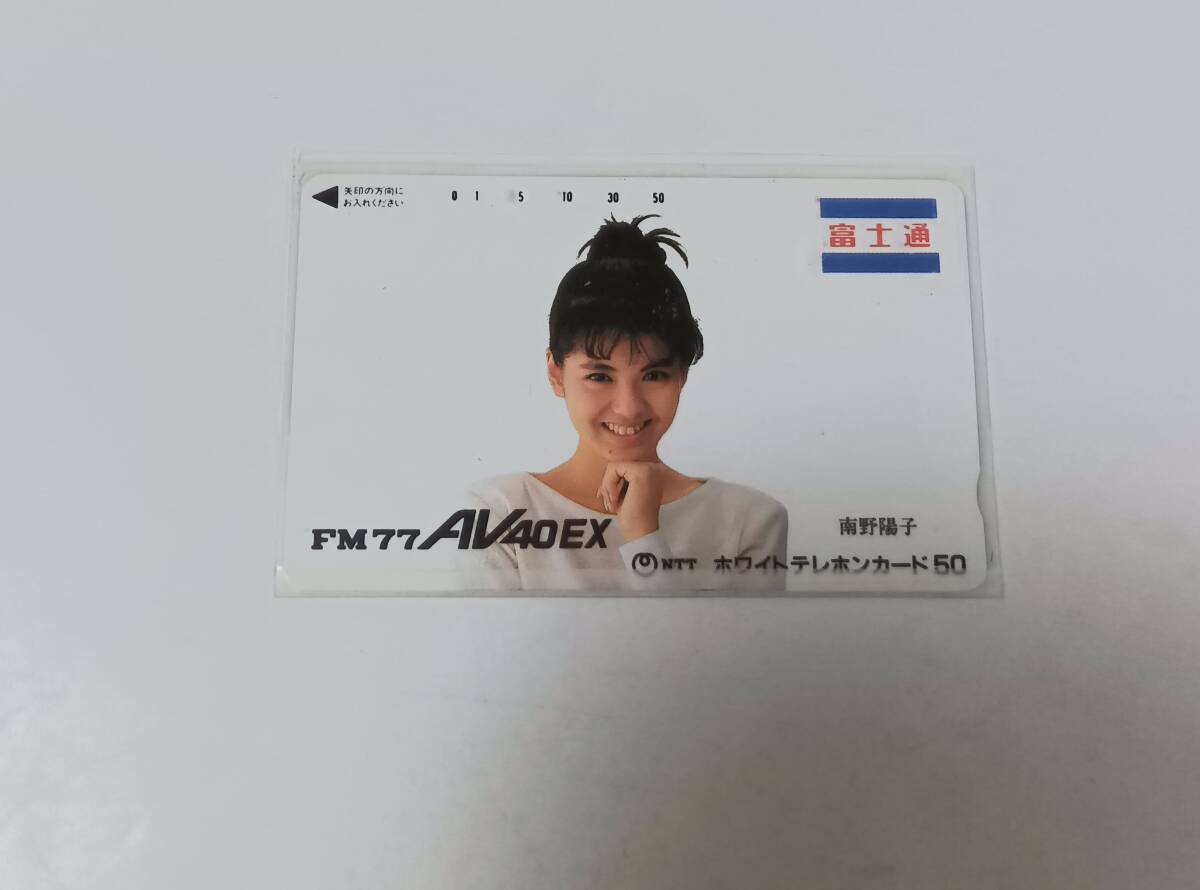 矢印の方向に
お入れください
0 1 5 10 30 50
富士通
FM77AV40EX
南野陽子
NTT ホワイトテレホンカード50